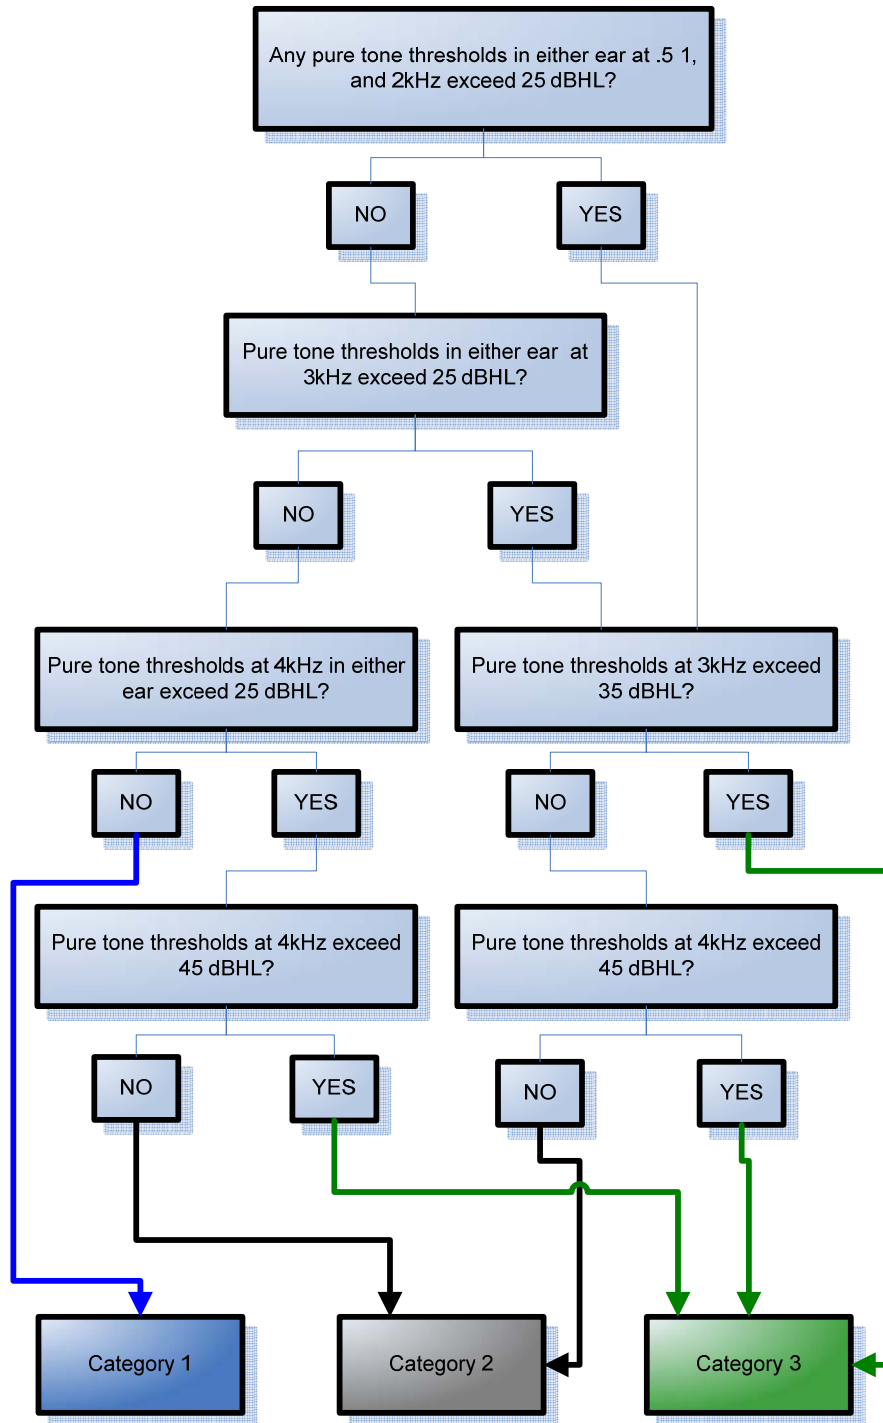 Any pure tone thresholds in either ear at .5 1,
and 2kHz exceed 25 dBHL?
NO
YES
Pure tone thresholds in either ear at
3kHz exceed 25 dBHL?
NO
YES
Pure tone thresholds at 4kHz in either
ear exceed 25 dBHL?
Pure tone thresholds at 3kHz exceed
35 dBHL?
NO
YES
NO
YES
Pure tone thresholds at 4kHz exceed
45 dBHL?
Pure tone thresholds at 4kHz exceed
45 dBHL?
NO
YES
NO
YES
Category 1
Category 2
Category 3